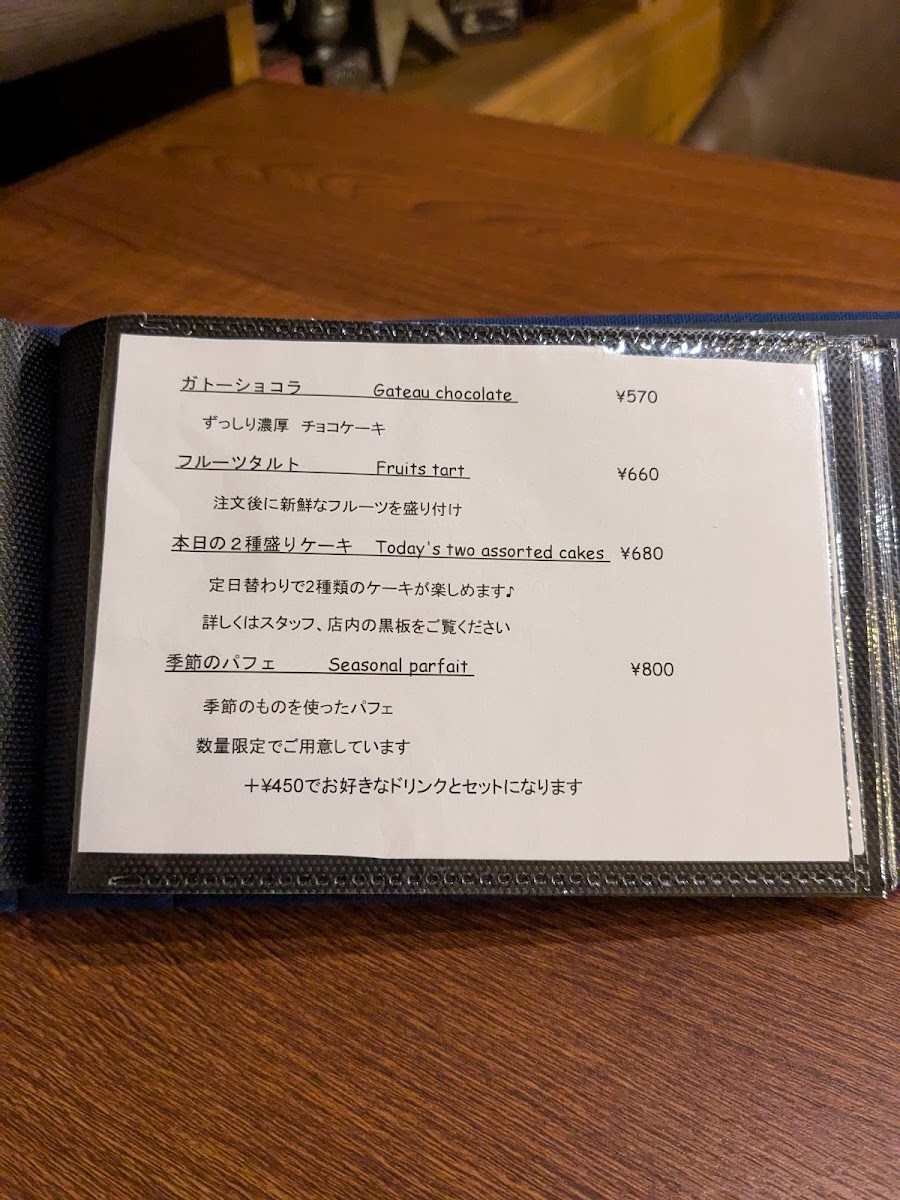 ガトーショコラ Gateau chocolate ¥570
ずっしり濃厚 チョコケーキ
フルーツタルト Fruits tart ¥660
注文後に新鮮なフルーツを盛り付け
本日の２種盛りケーキ Today's two assorted cakes ¥680
定日替わりで2種類のケーキが楽しめます♪
詳しくはスタッフ、店内の黒板をご覧ください
季節のパフェ Seasonal parfait ¥800
季節のものを使ったパフェ
数量限定でご用意しています
＋¥450でお好きなドリンクとセットになります